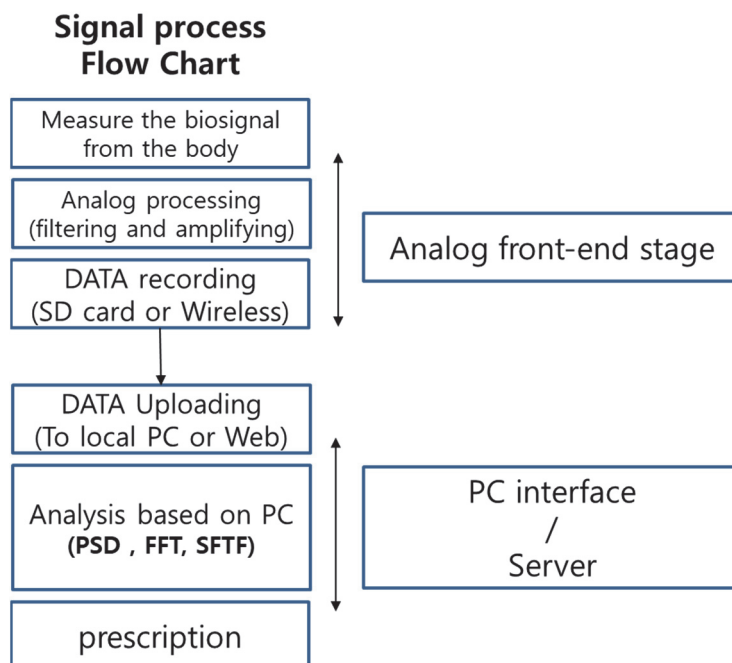 Signal process
Flow Chart
Measure the biosignal
from the body
Analog processing
(filtering and amplifying)
DATA recording
(SD card or Wireless)
Analog front-end stage
DATA Uploading
(To local PC or Web)
Analysis based on PC
(PSD , FFT, SFTF)
PC interface
/
Server
prescription